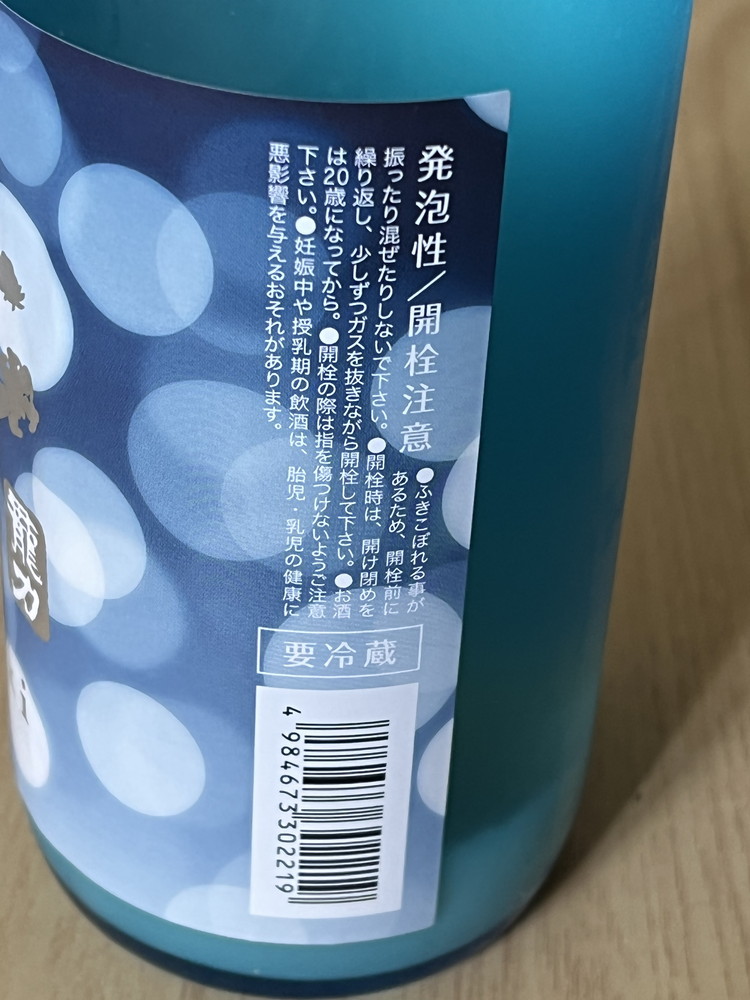 発泡性/開栓注意
●ふきこぼれる事が
あるため、開栓前に
振ったり混ぜたりしないで下さい。●開栓時は、開け閉めを
繰り返し、少しずつガスを抜きながら開栓して下さい。●お酒
は20歳になってから。●開栓の際は指を傷つけないようご注意
下さい。●妊娠中や授乳期の飲酒は、胎児・乳児の健康に
悪影響を与えるおそれがあります。
要冷蔵
4984673302219
龍力
i